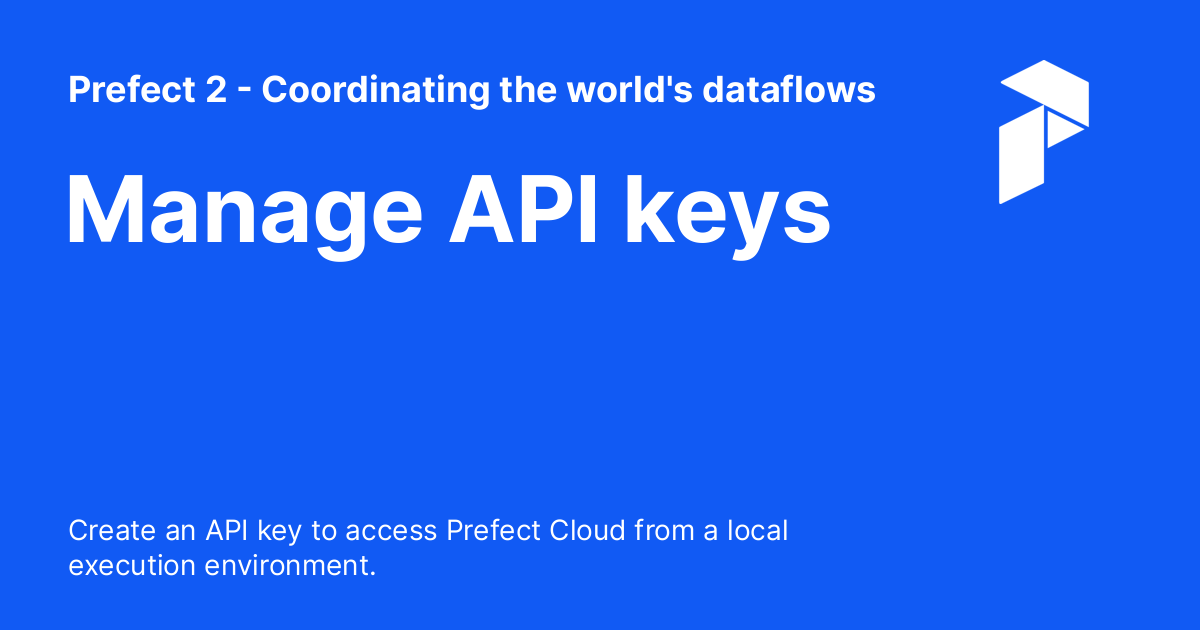 Prefect 2 - Coordinating the world's dataflows
Manage API keys
Create an API key to access Prefect Cloud from a local
execution environment.